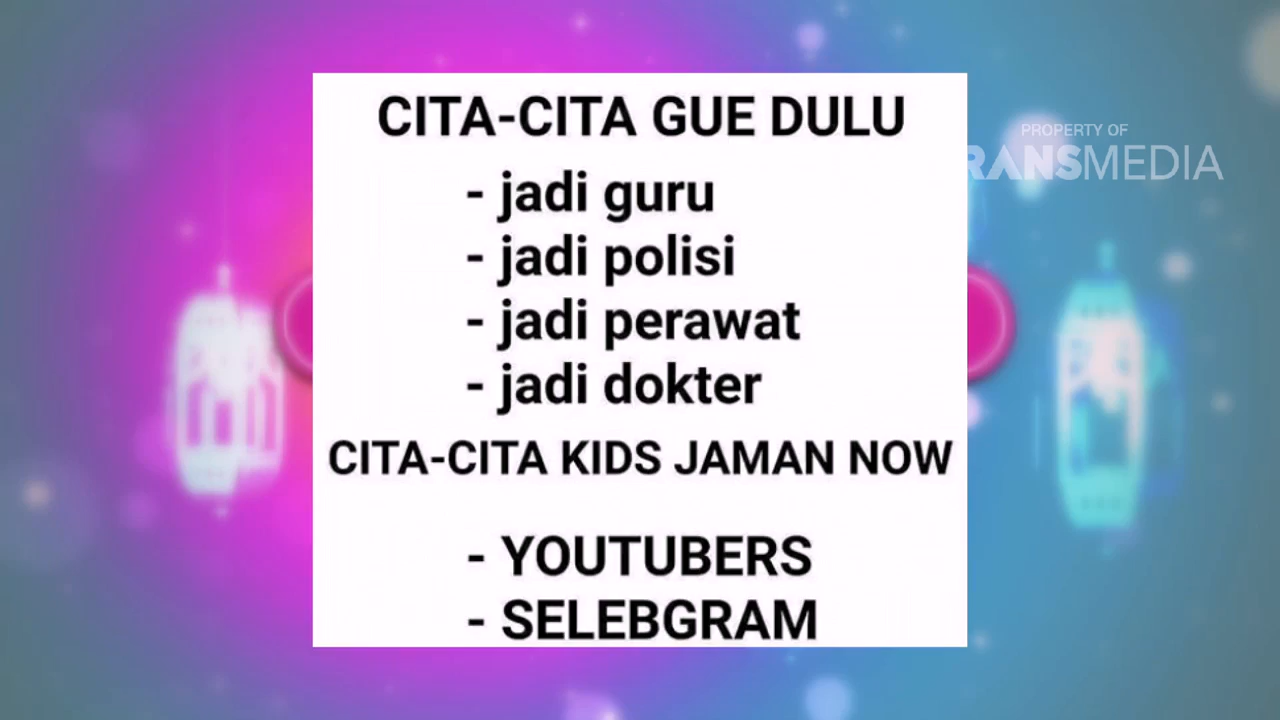 CITA-CITA GUE DULU
- jadi guru
- jadi polisi
- jadi perawat
- jadi dokter
CITA-CITA KIDS JAMAN NOW
- YOUTUBERS
- SELEBGRAM
PROPERTY OF
RANSMEDIA